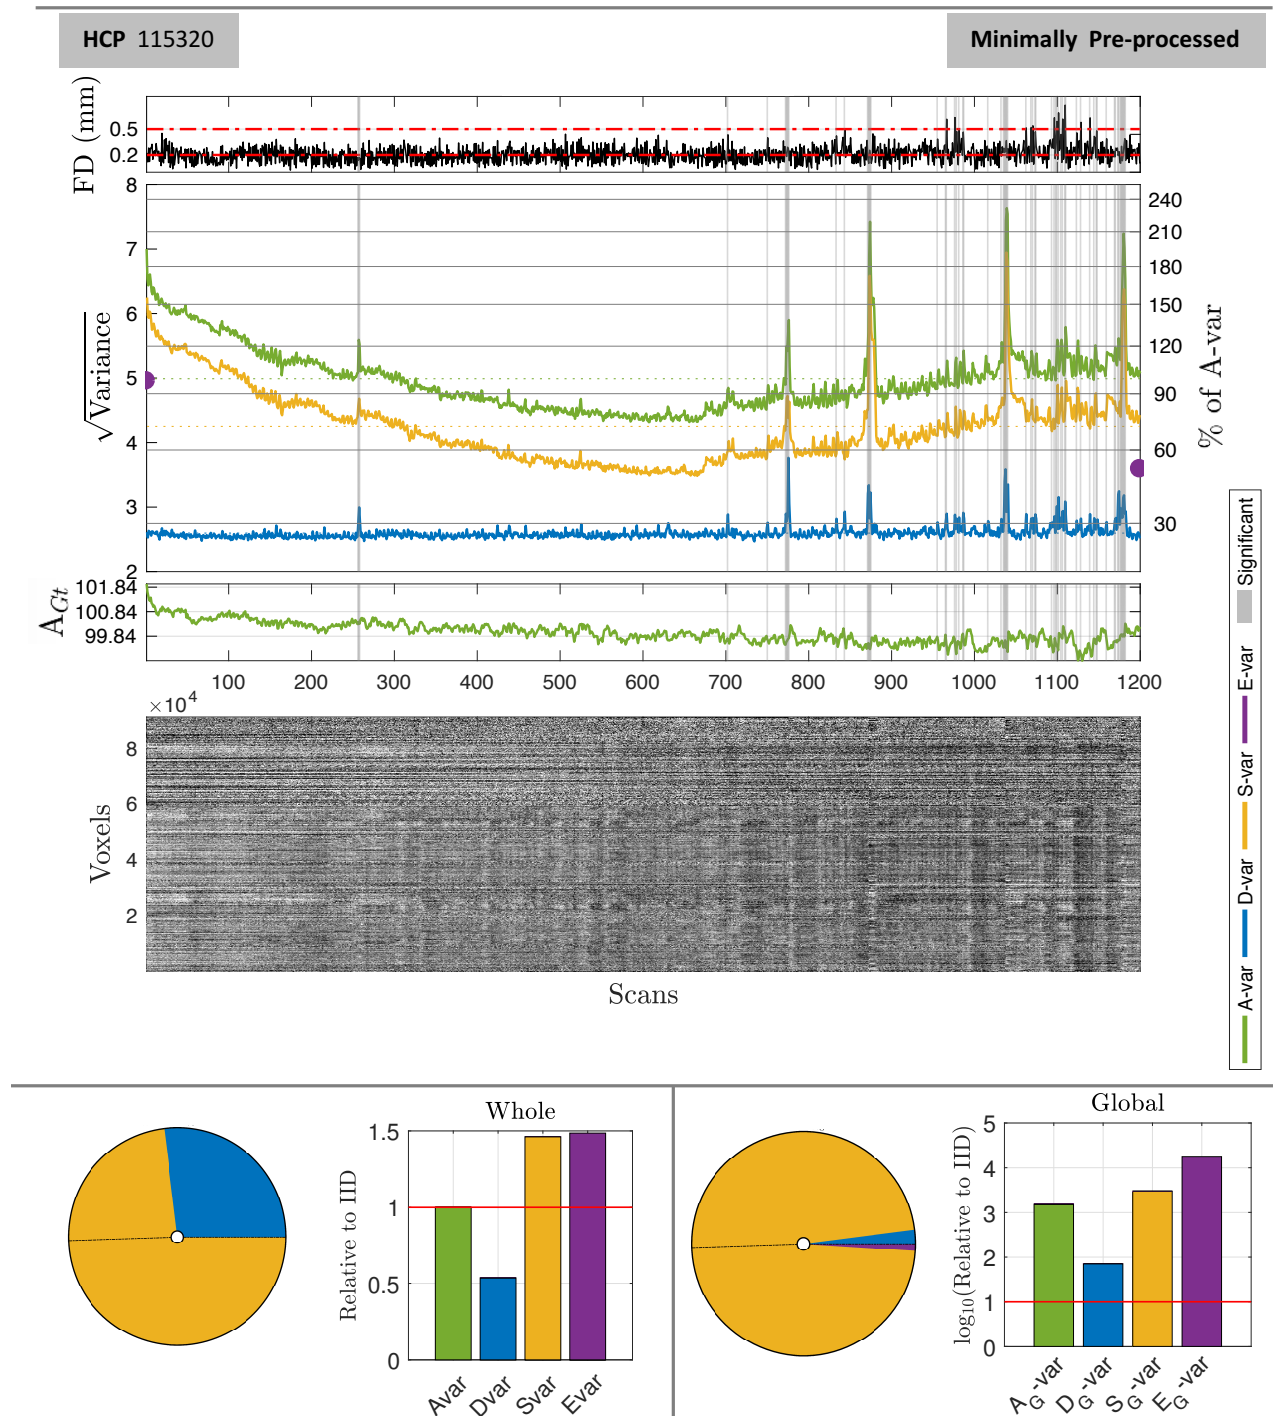 HCP 115320
Minimally Pre-processed
FD (mm)
0.5
0.2
√Variance
8
7
6
5
4
3
2
% of A-var
240
210
180
150
120
90
60
30
A_Gt
101.84
100.84
99.84
100 200 300 400 500 600 700 800 900 1000 1100 1200
×10^4
Voxels
8
6
4
2
Scans
A-var D-var S-var E-var Significant
Whole
Relative to IID
1.5
1
0.5
0
Avar Dvar Svar Evar
Global
log10(Relative to IID)
5
4
3
2
1
0
A_G-var D_G-var S_G-var E_G-var